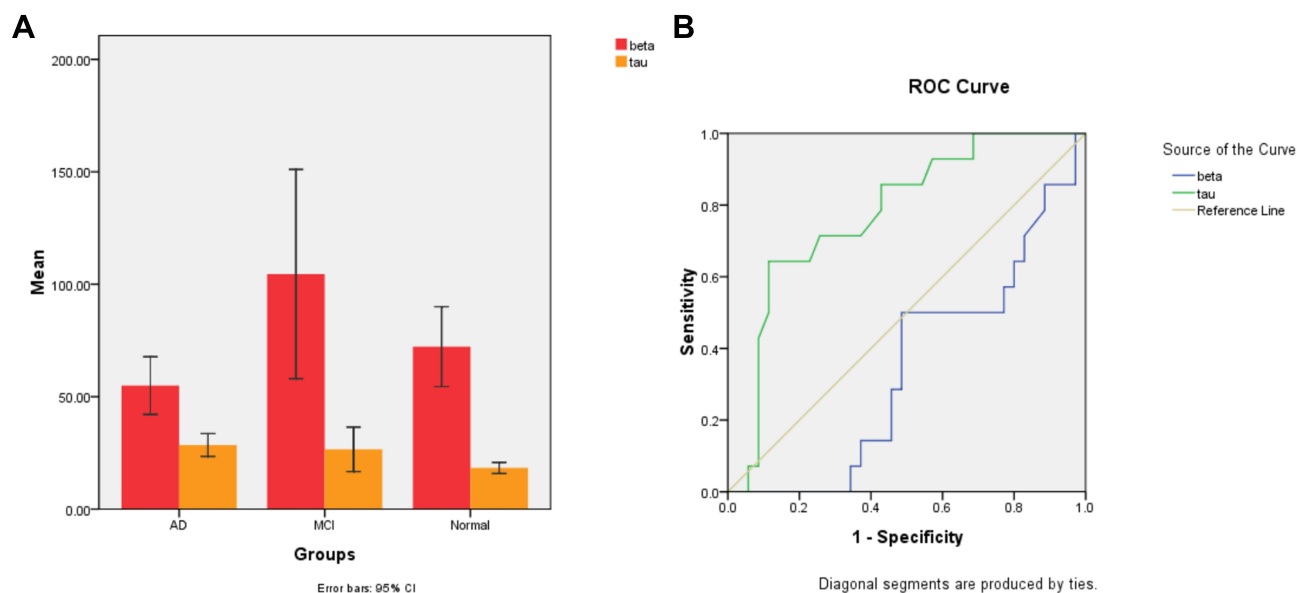 A
200.00
150.00
100.00
50.00
0.00
Mean
AD MCI Normal
Groups
Error bars: 95% CI
beta
tau
B
ROC Curve
1.0
0.8
0.6
0.4
0.2
0.0
Sensitivity
0.0 0.2 0.4 0.6 0.8 1.0
1 - Specificity
Source of the Curve
beta
tau
Reference Line
Diagonal segments are produced by ties.